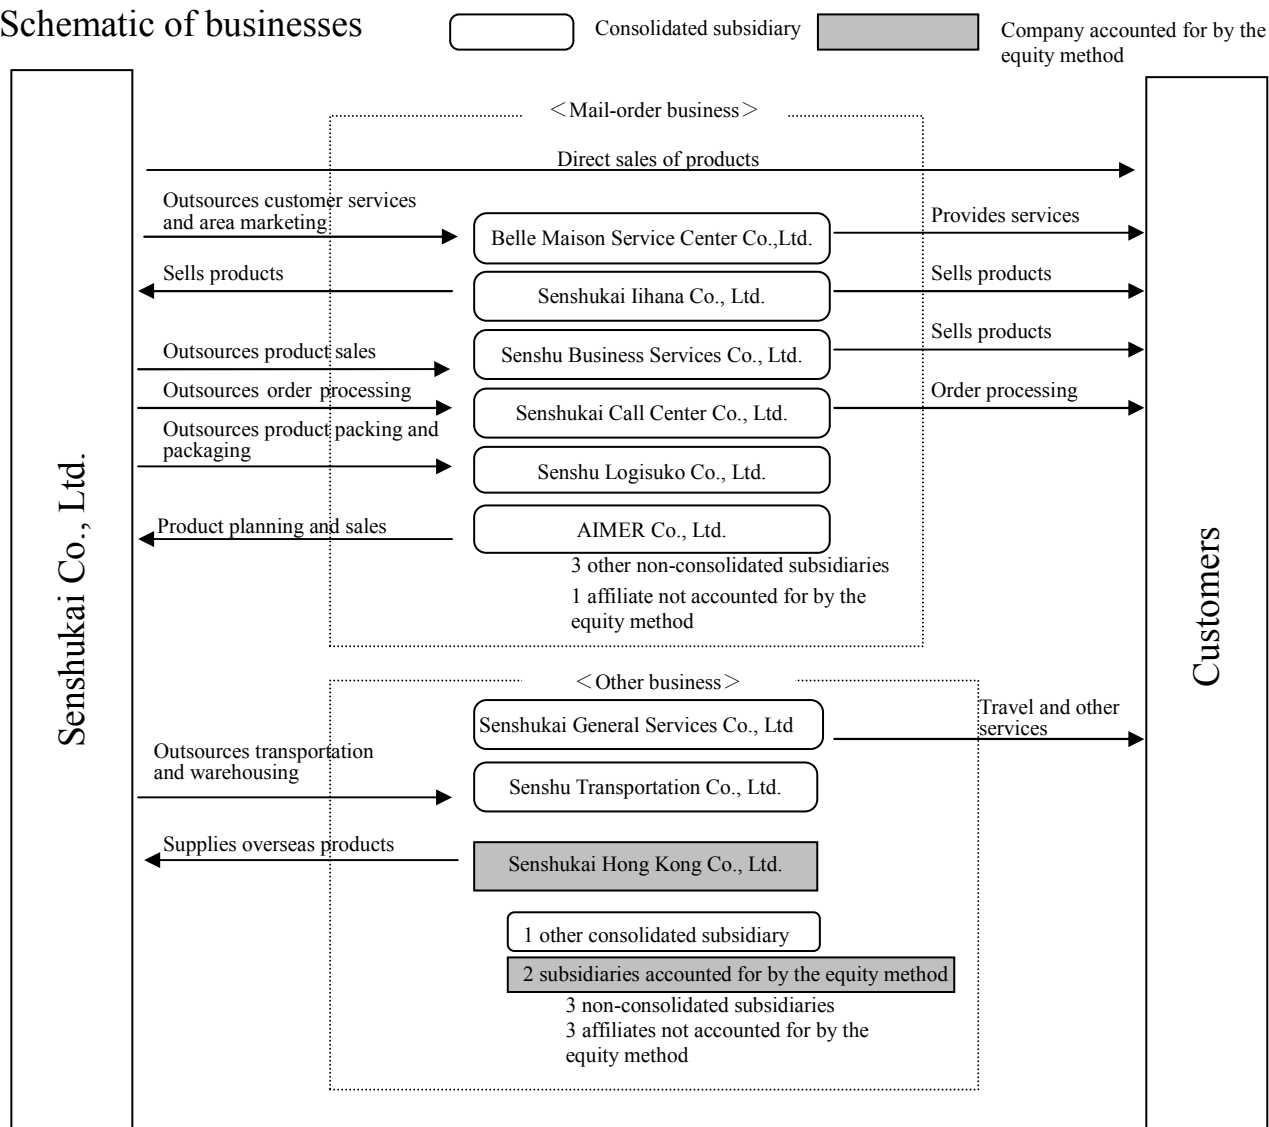 Schematic of businesses
Consolidated subsidiary
Company accounted for by the
equity method
<Mail-order business>
Direct sales of products
Outsources customer services
and area marketing
Belle Maison Service Center Co.,Ltd.
Provides services
Sells products
Senshukai Iihana Co., Ltd.
Sells products
Outsources product sales
Senshu Business Services Co., Ltd.
Sells products
Outsources order processing
Senshukai Call Center Co., Ltd.
Order processing
Outsources product packing and
packaging
Senshu Logisuko Co., Ltd.
Product planning and sales
AIMER Co., Ltd.
3 other non-consolidated subsidiaries
1 affiliate not accounted for by the
equity method
Senshukai Co., Ltd.
Customers
<Other business>
Senshukai General Services Co., Ltd
Travel and other
services
Outsources transportation
and warehousing
Senshu Transportation Co., Ltd.
Supplies overseas products
Senshukai Hong Kong Co., Ltd.
1 other consolidated subsidiary
2 subsidiaries accounted for by the equity method
3 non-consolidated subsidiaries
3 affiliates not accounted for by the
equity method